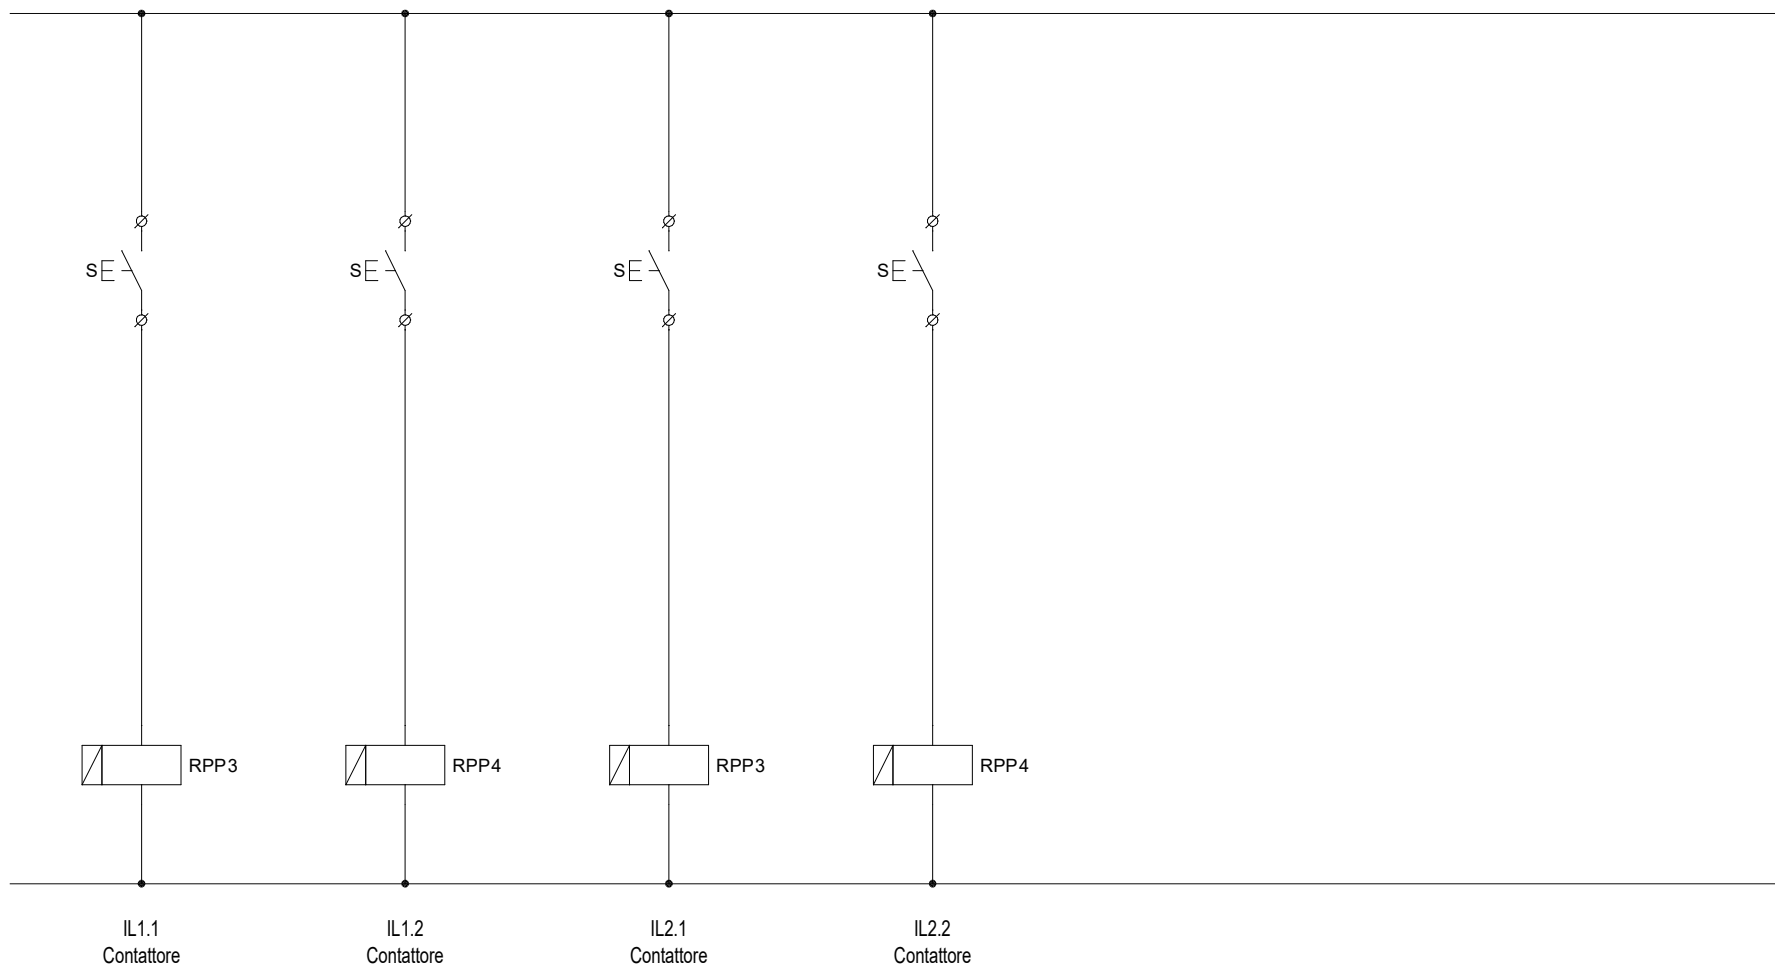 S
S
S
S
RPP3
RPP4
RPP3
RPP4
IL1.1
Contattore
IL1.2
Contattore
IL2.1
Contattore
IL2.2
Contattore